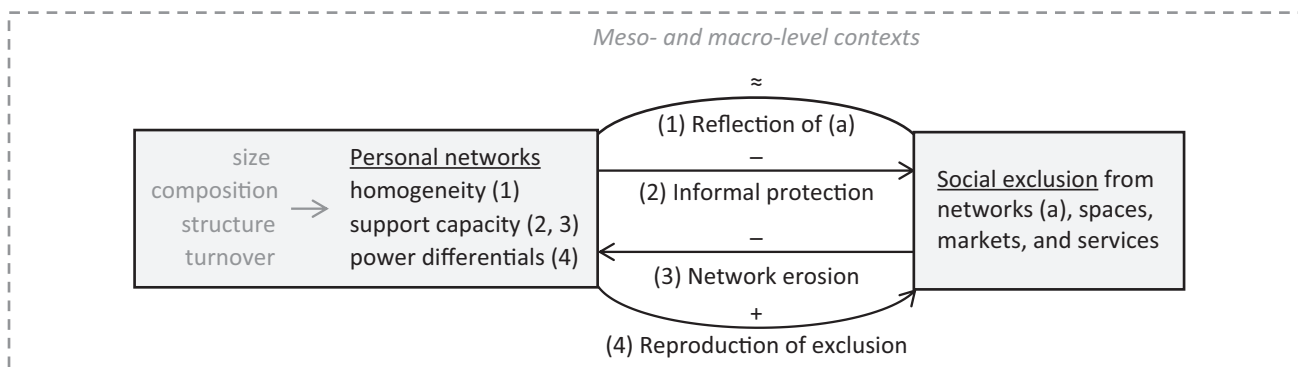 Meso- and macro-level contexts
≈
(1) Reflection of (a)
–
(2) Informal protection
–
(3) Network erosion
+
(4) Reproduction of exclusion
size
composition
structure
turnover
Personal networks
homogeneity (1)
support capacity (2, 3)
power differentials (4)
Social exclusion from
networks (a), spaces,
markets, and services